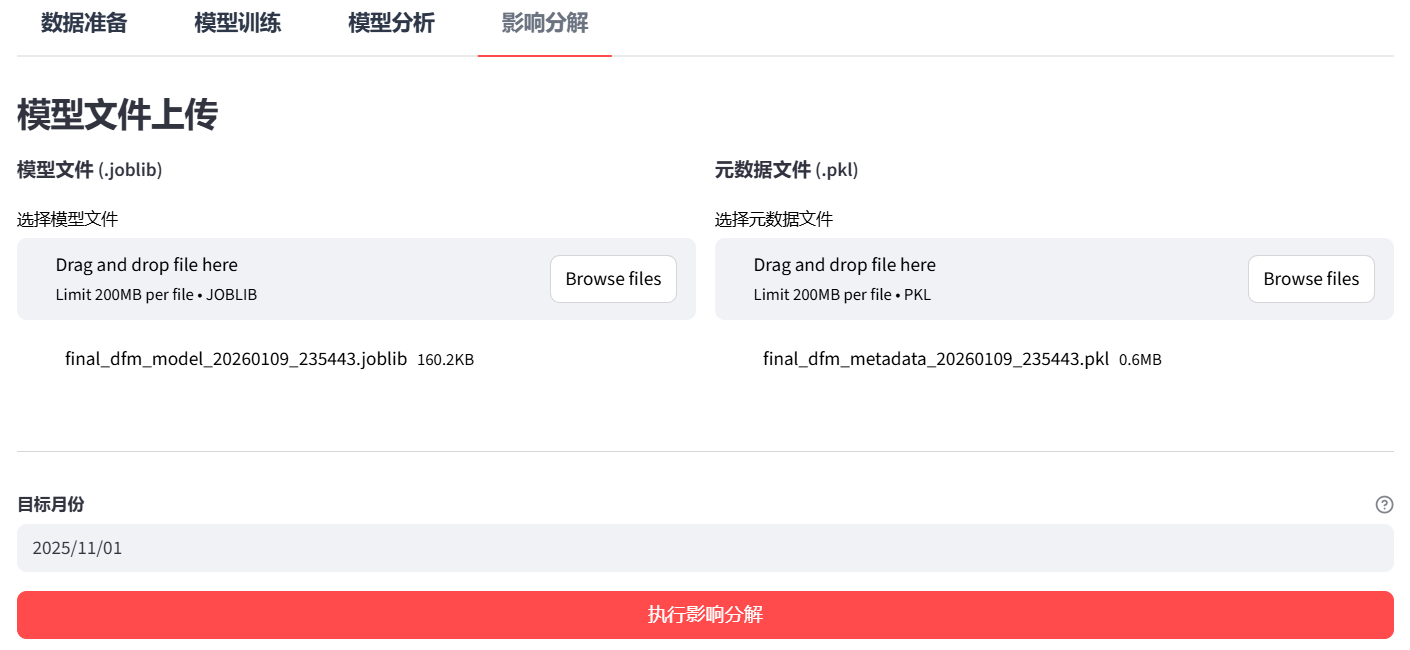 数据准备 模型训练 模型分析 影响分解
模型文件上传
模型文件 (.joblib)
选择模型文件
Drag and drop file here
Limit 200MB per file • JOBLIB
Browse files
final_dfm_model_20260109_235443.joblib 160.2KB
元数据文件 (.pkl)
选择元数据文件
Drag and drop file here
Limit 200MB per file • PKL
Browse files
final_dfm_metadata_20260109_235443.pkl 0.6MB
目标月份
2025/11/01
执行影响分解